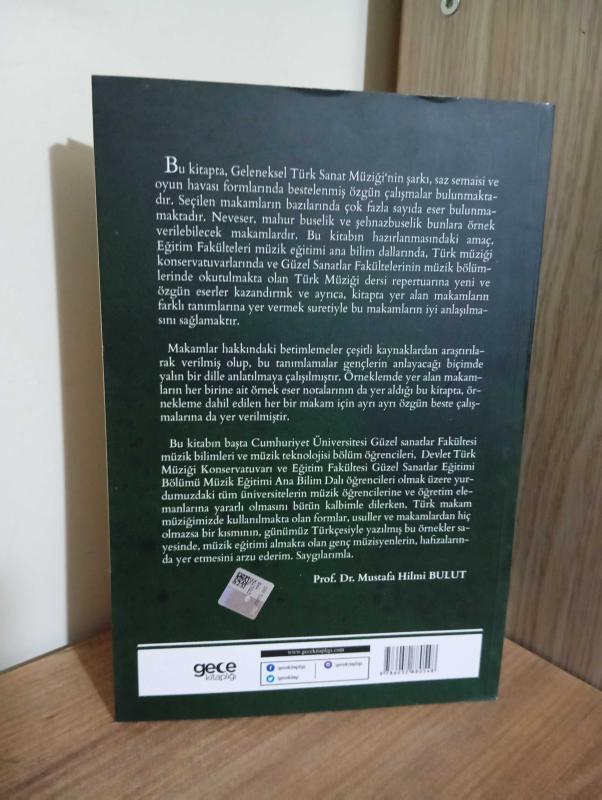 Bu kitapta, Geleneksel Türk Sanat Müziği'nin şarkı, saz semaisi ve
oyun havası formlarında bestelenmiş özgün çalışmalar bulunmakta-
dır. Seçilen makamların bazılarında çok fazla sayıda eser bulunma-
maktadır. Neveser, mahur buselik ve şehnazbuselik bunlara örnek
verilebilecek makamlardır. Bu kitabın hazırlanmasındaki amaç,
Eğitim Fakülteleri müzik eğitimi ana bilim dallarında, Türk müziği
konservatuvarlarında ve Güzel Sanatlar Fakültelerinin müzik bölüm-
lerinde okutulmakta olan Türk Müziği dersi repertuarına yeni ve
özgün eserler kazandırmk ve ayrıca, kitapta yer alan makamların
farklı tanımlarına yer vermek suretiyle bu makamların iyi anlaşılma-
sını sağlamaktır.
Makamlar hakkındaki betimlemeler çeşitli kaynaklardan araştırıla-
rak verilmiş olup, bu tanımlamalar gençlerin anlayacağı biçimde
yalın bir dille anlatılmaya çalışılmıştır. Örneklemde yer alan makam-
ların her birine ait örnek eser notalarının da yer aldığı bu kitapta, ör-
nekleme dahil edilen her bir makam için ayrı ayrı özgün beste çalış-
malarına da yer verilmiştir.
Bu kitabın başta Cumhuriyet Üniversitesi Güzel sanatlar Fakültesi
müzik bilimleri ve müzik teknolojisi bölüm öğrencileri, Devlet Türk
Müziği Konservatuvarı ve Eğitim Fakültesi Güzel Sanatlar Eğitimi
Bölümü Müzik Eğitimi Ana Bilim Dalı öğrencileri olmak üzere yur-
dumuzdaki tüm üniversitelerin müzik öğrencilerine ve öğretim ele-
manlarına yararlı olmasını bütün kalbimle dilerken, Türk makam
müziğimizde kullanılmakta olan formlar, usuller ve makamlardan hiç
olmazsa bir kısmının, günümüz Türkçesiyle yazılmış bu örnekler sa-
yesinde, müzik eğitimi almakta olan genç müzisyenlerin, hafızaların-
da yer etmesini arzu ederim. Saygılarımla.
Prof. Dr. Mustafa Hilmi BULUT
gece
kitaplığı
www.gecekitapligi.com
/gecekitapligi
/gecekitap
/gecekitapligi
9 786052 880548